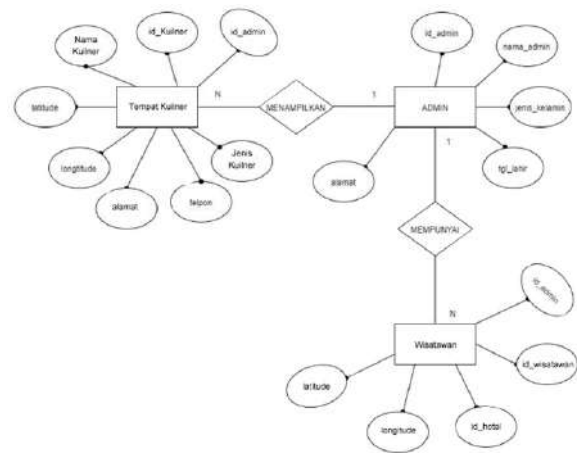 Nama
Kuliner
id_Kuliner
id_admin
latitude
Tempat Kuliner
N
MENAMPILKAN
1
ADMIN
id_admin
nama_admin
jenis_kelamin
tgl_lahir
alamat
1
longtitude
alamat
telpon
Jenis
Kuliner
MEMPUNYAI
N
Wisatawan
id_admin
id_wisatawan
id_hotel
longitude
latitude